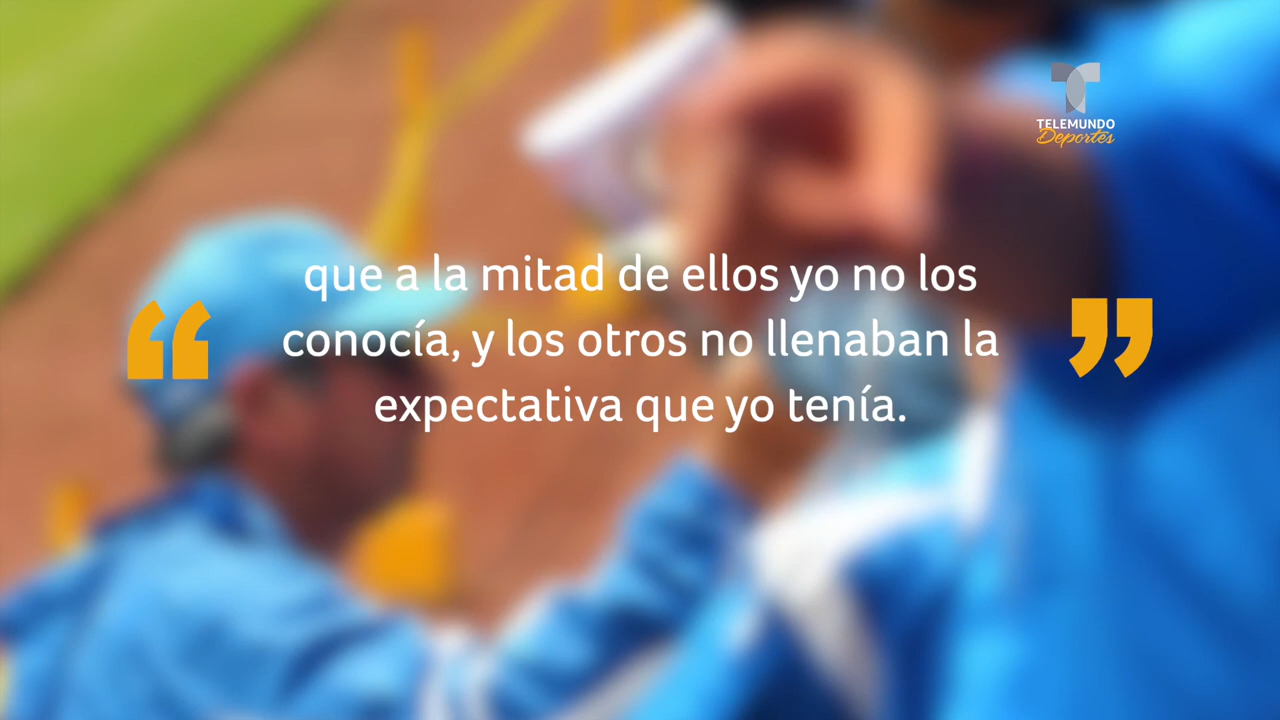 TELEMUNDO
Deportes
“que a la mitad de ellos yo no los
conocía, y los otros no llenaban la
expectativa que yo tenía.”